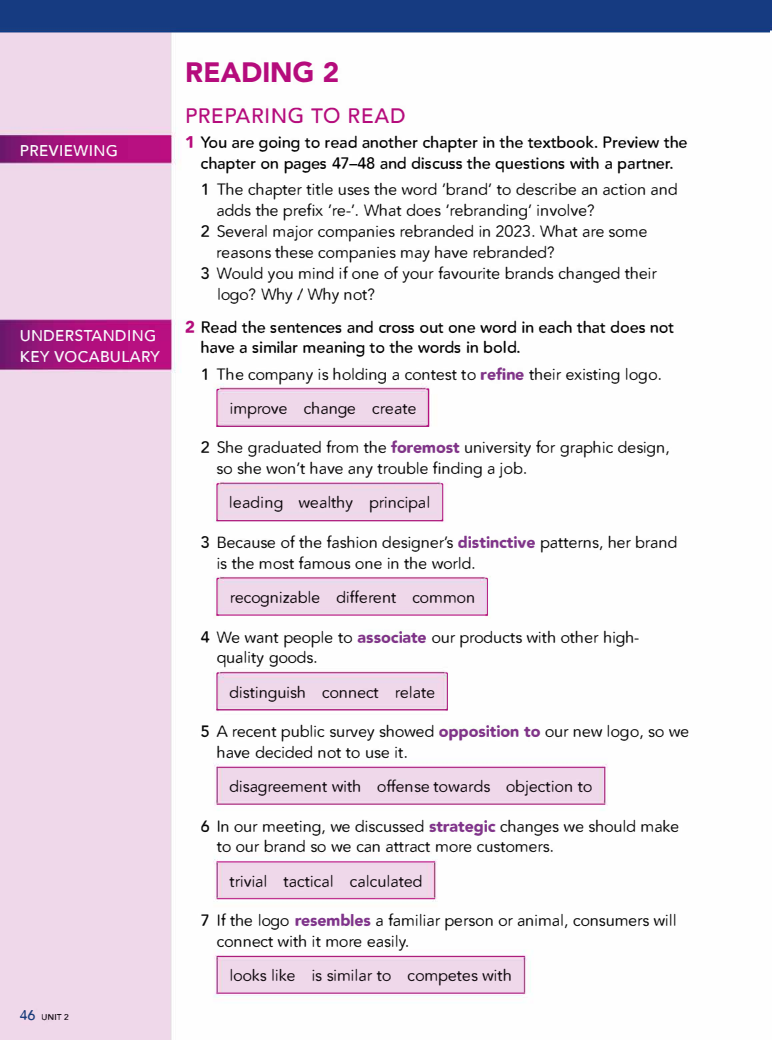 READING 2
PREPARING TO READ
PREVIEWING
1 You are going to read another chapter in the textbook. Preview the
chapter on pages 47–48 and discuss the questions with a partner.
1 The chapter title uses the word ‘brand’ to describe an action and
adds the prefix ‘re-‘. What does ‘rebranding’ involve?
2 Several major companies rebranded in 2023. What are some
reasons these companies may have rebranded?
3 Would you mind if one of your favourite brands changed their
logo? Why / Why not?
UNDERSTANDING
KEY VOCABULARY
2 Read the sentences and cross out one word in each that does not
have a similar meaning to the words in bold.
1 The company is holding a contest to refine their existing logo.
improve change create
2 She graduated from the foremost university for graphic design,
so she won’t have any trouble finding a job.
leading wealthy principal
3 Because of the fashion designer’s distinctive patterns, her brand
is the most famous one in the world.
recognizable different common
4 We want people to associate our products with other high-
quality goods.
distinguish connect relate
5 A recent public survey showed opposition to our new logo, so we
have decided not to use it.
disagreement with offense towards objection to
6 In our meeting, we discussed strategic changes we should make
to our brand so we can attract more customers.
trivial tactical calculated
7 If the logo resembles a familiar person or animal, consumers will
connect with it more easily.
looks like is similar to competes with
46 UNIT 2